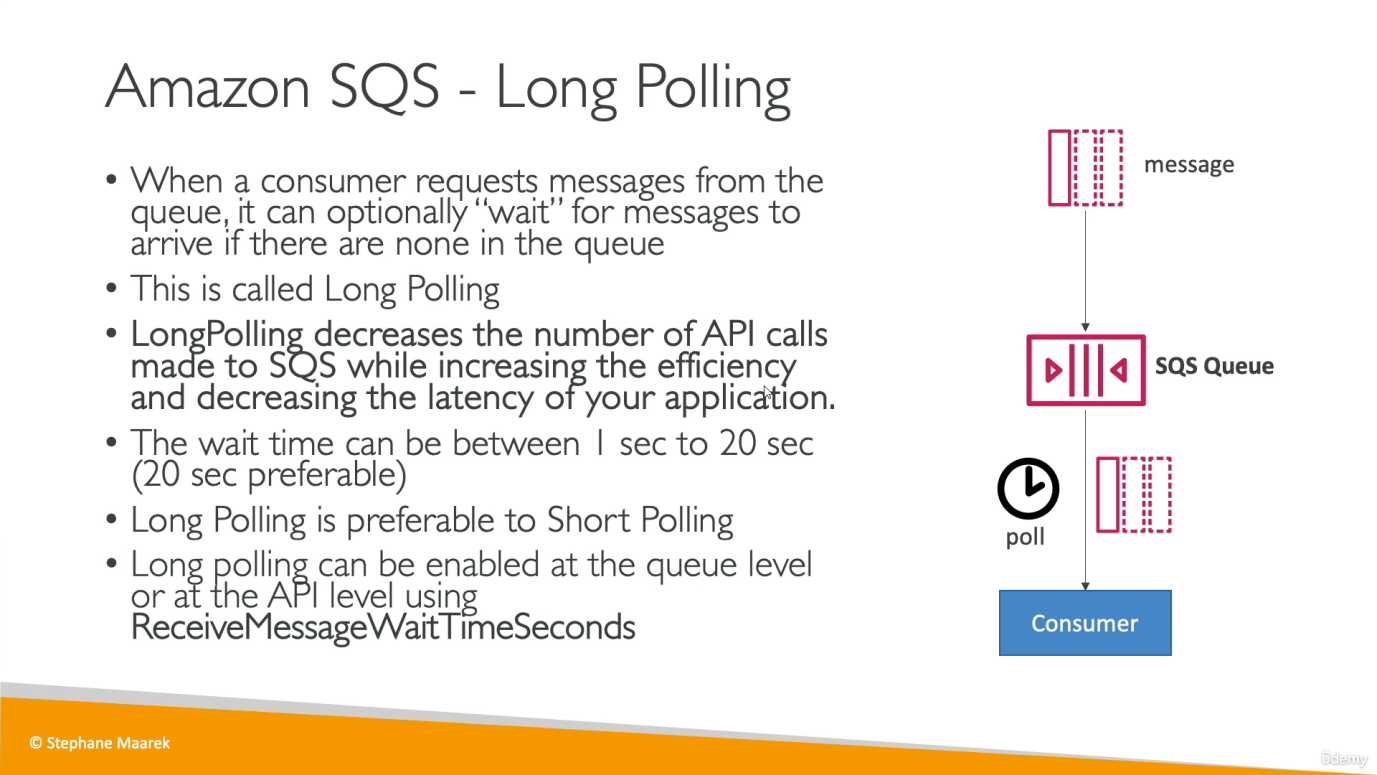 Amazon SQS - Long Polling
• When a consumer requests messages from the
queue, it can optionally “wait” for messages to
arrive if there are none in the queue
• This is called Long Polling
• LongPolling decreases the number of API calls
made to SQS while increasing the efficiency
and decreasing the latency of your application.
• The wait time can be between 1 sec to 20 sec
(20 sec preferable)
• Long Polling is preferable to Short Polling
• Long polling can be enabled at the queue level
or at the API level using
ReceiveMessageWaitTimeSeconds
message
SQS Queue
poll
Consumer
© Stephane Maarek
ûdemy